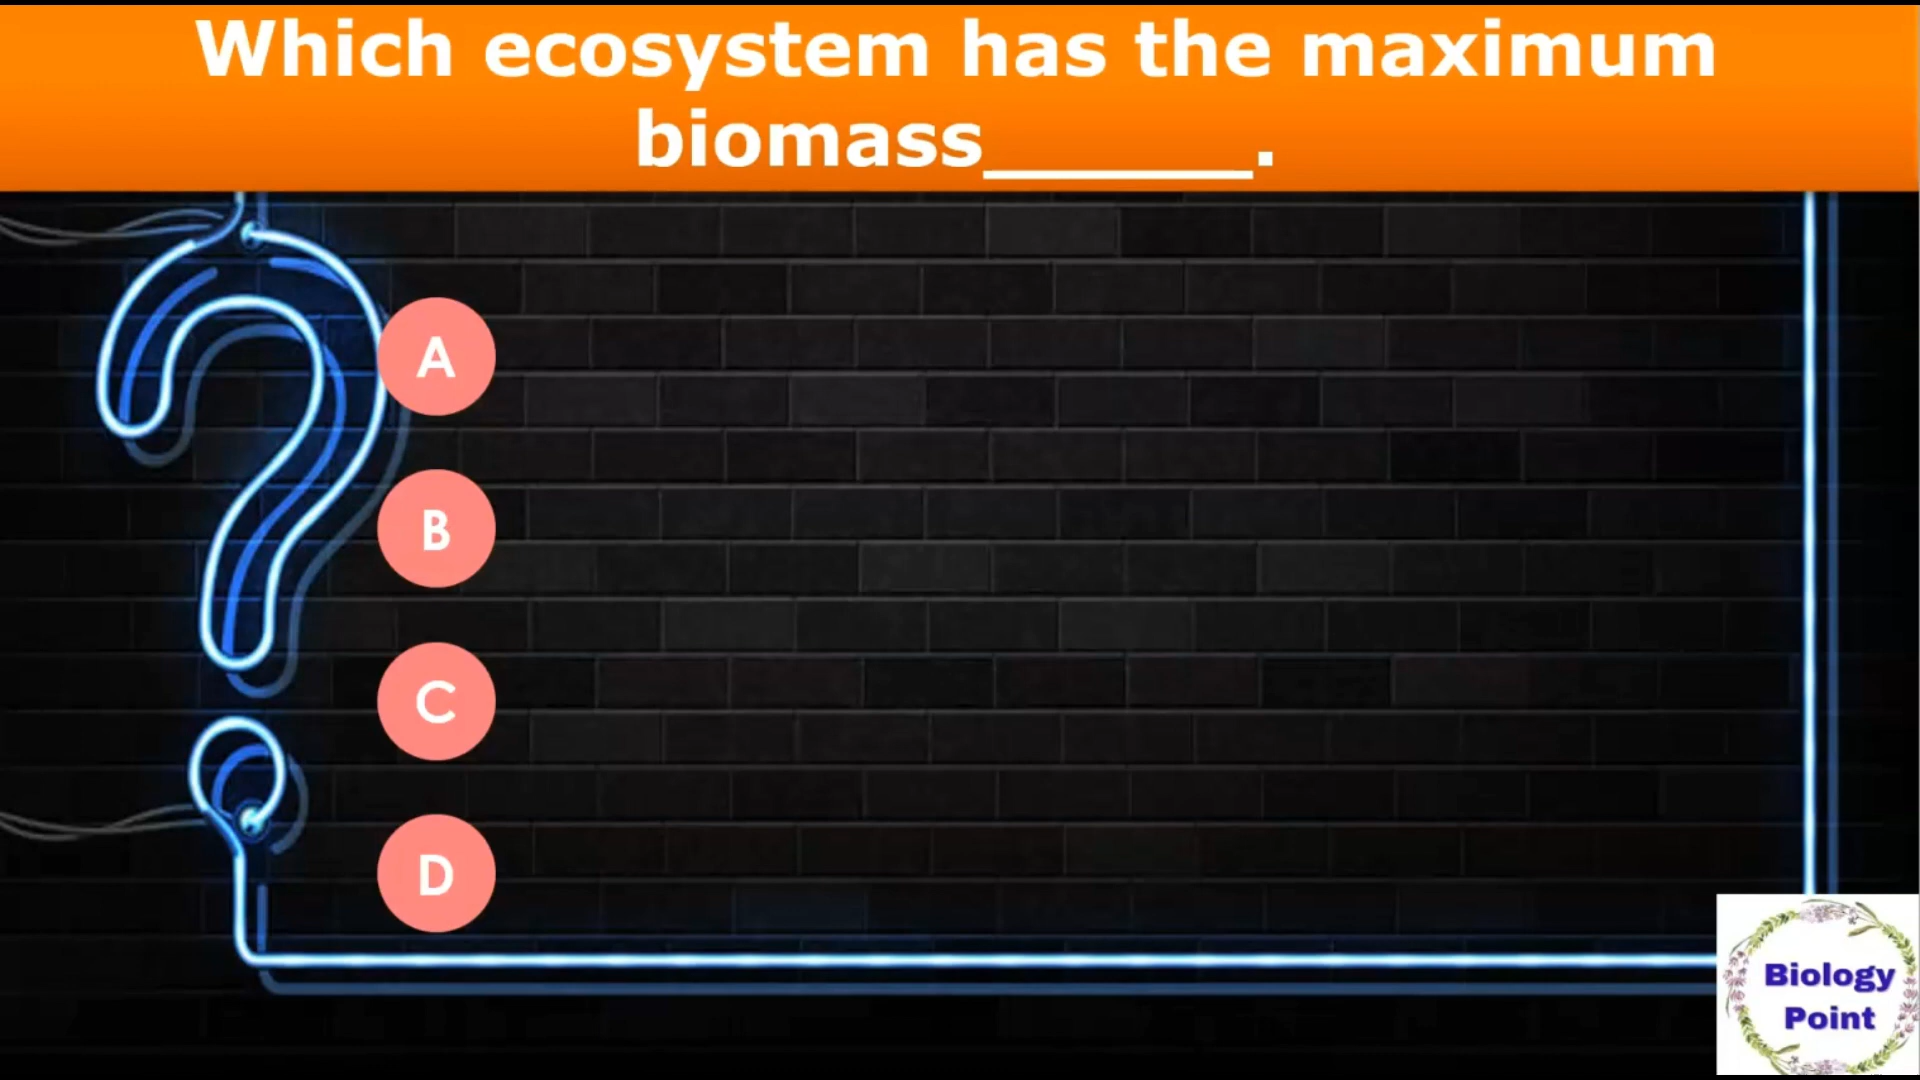 Which ecosystem has the maximum
biomass______.
A
B
C
D
Biology
Point